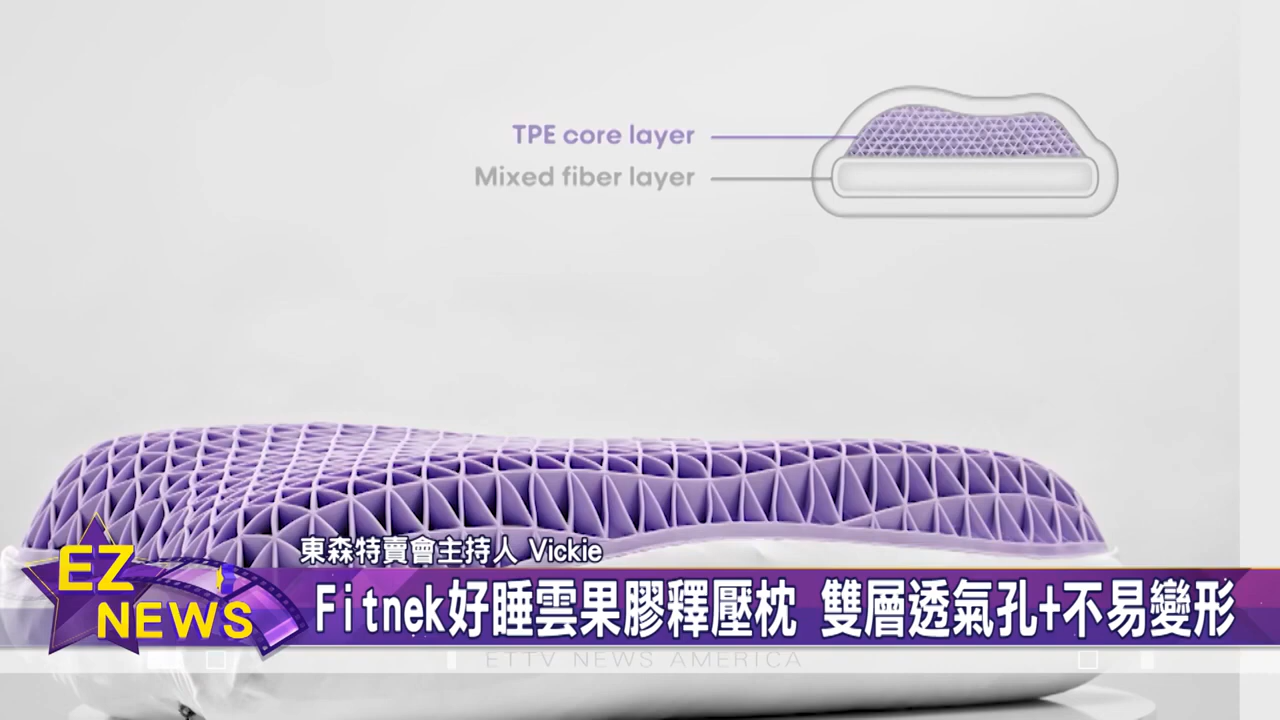 TPE core layer
Mixed fiber layer
東森特賣會主持人 Vickie
EZ
NEWS
Fitnek好睡雲果膠釋壓枕 雙層透氣孔+不易變形
ETTV NEWS AMERICA